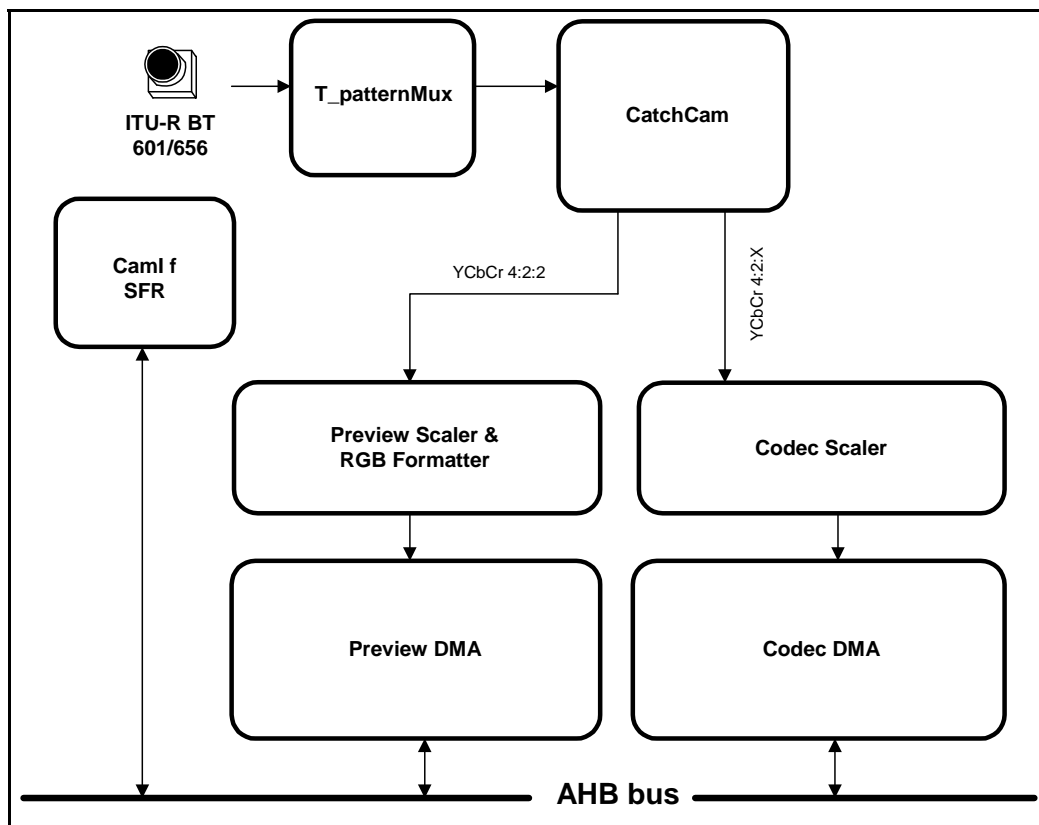 ITU-R BT
601/656
T_patternMux
CatchCam
CamI f
SFR
YCbCr 4:2:2
YCbCr 4:2:X
Preview Scaler &
RGB Formatter
Codec Scaler
Preview DMA
Codec DMA
AHB bus